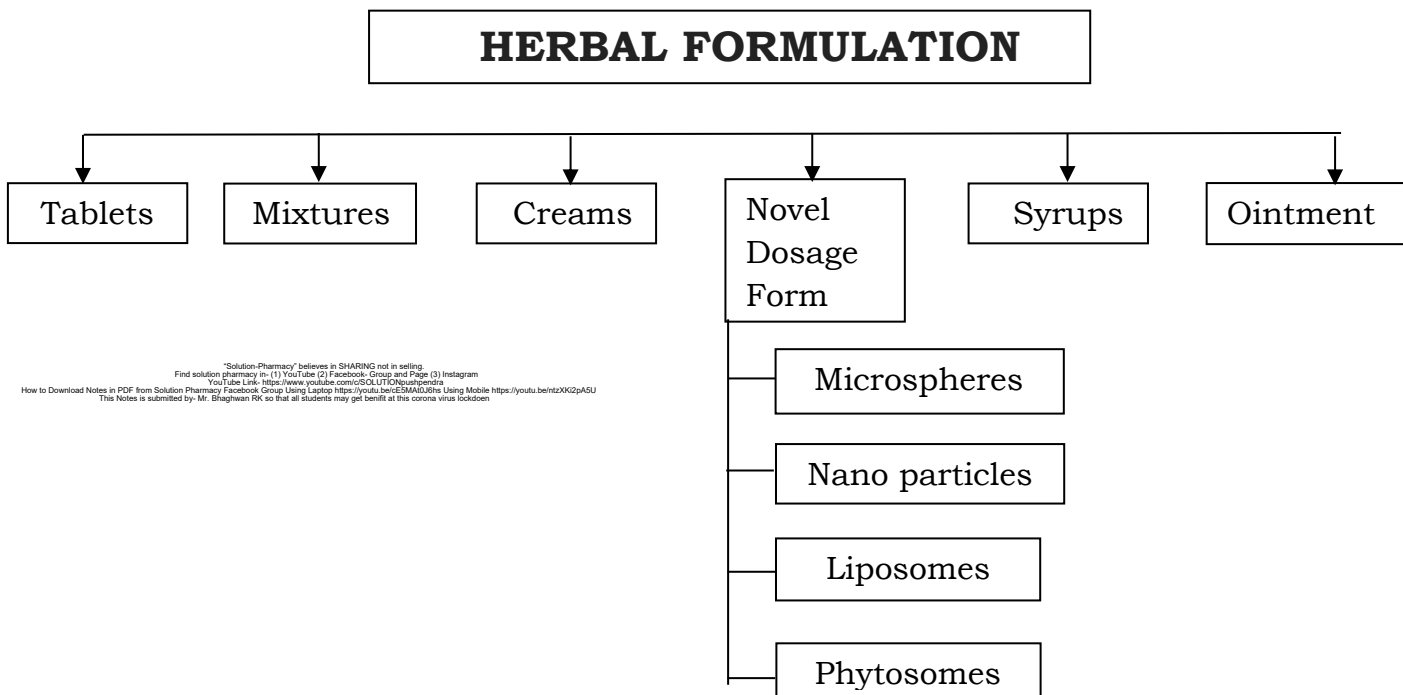 HERBAL FORMULATION
Tablets
Mixtures
Creams
Novel
Dosage
Form
Syrups
Ointment
"Solution-Pharmacy" believes in SHARING not in selling.
Find solution pharmacy in- (1) YouTube (2) Facebook- Group and Page (3) Instagram
YouTube Link- https://www.youtube.com/c/SOLUTIONpushpendra
How to Download Notes in PDF from Solution Pharmacy Facebook Group Using Laptop https://youtu.be/cE5MAt0J6hs Using Mobile https://youtu.be/ntzXKi2pA5U
This Notes is submitted by- Mr. Bhaghwan RK so that all students may get benifit at this corona virus lockdoen
Microspheres
Nano particles
Liposomes
Phytosomes